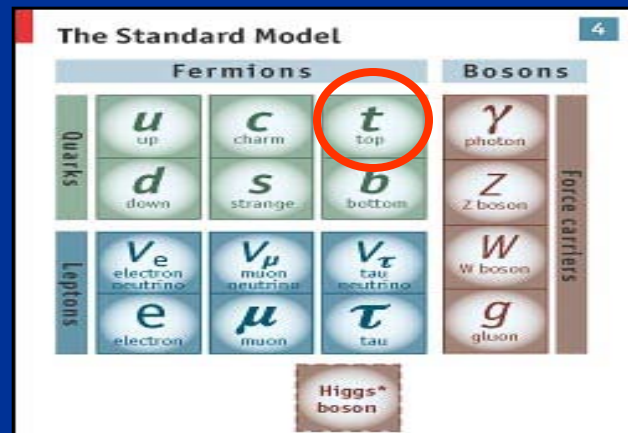 The Standard Model
4
Fermions
Bosons
Quarks
u
up
c
charm
t
top
γ
photon
d
down
s
strange
b
bottom
Z
Z boson
Force carriers
Leptons
νe
electron
neutrino
νμ
muon
neutrino
ντ
tau
neutrino
W
W boson
e
electron
μ
muon
τ
tau
g
gluon
Higgs*
boson